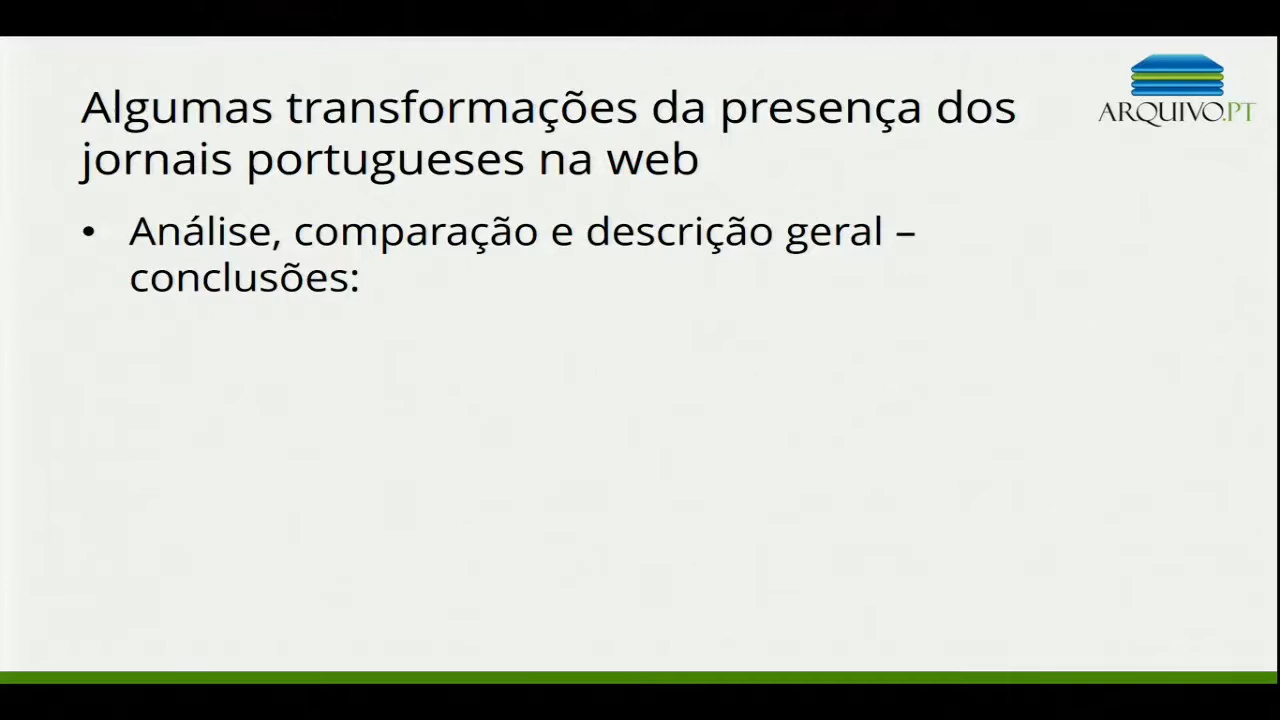 Algumas transformações da presença dos
jornais portugueses na web
ARQUIVO.PT
• Análise, comparação e descrição geral –
conclusões: